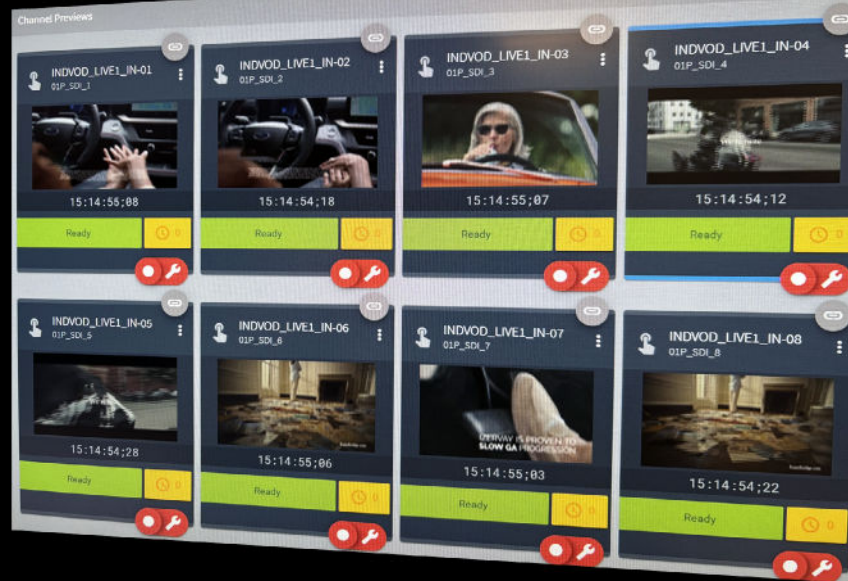 Channel Previews
INDVOD_LIVE1_IN-01
01P_SDI_1
15:14:55;08
Ready
0
INDVOD_LIVE1_IN-02
01P_SDI_2
15:14:54;18
Ready
0
INDVOD_LIVE1_IN-03
01P_SDI_3
15:14:55;07
Ready
0
INDVOD_LIVE1_IN-04
01P_SDI_4
15:14:54;12
Ready
0
INDVOD_LIVE1_IN-05
01P_SDI_5
15:14:54;28
Ready
0
INDVOD_LIVE1_IN-06
01P_SDI_6
15:14:55;06
Ready
0
INDVOD_LIVE1_IN-07
01P_SDI_7
IZERVAY IS PROVEN TO
SLOW GA PROGRESSION
15:14:55;03
Ready
0
INDVOD_LIVE1_IN-08
01P_SDI_8
15:14:54;22
Ready
0